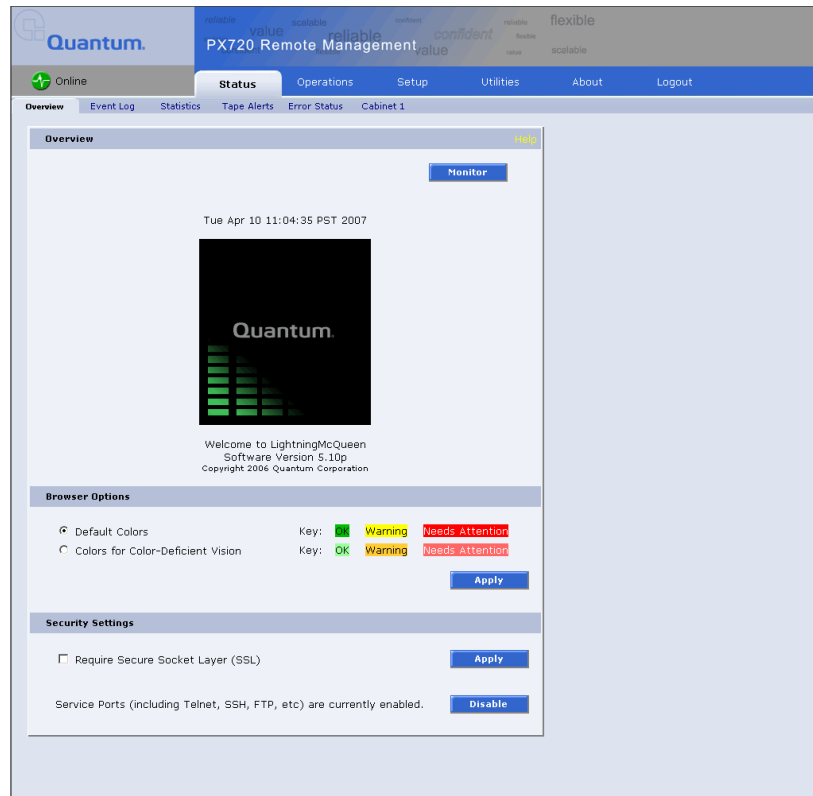 reliable value scalable reliable confident confident value reliable flexible value flexible scalable
Quantum.
PX720 Remote Management
Online
Status Operations Setup Utilities About Logout
Overview Event Log Statistics Tape Alerts Error Status Cabinet 1
Overview Help
Monitor
Tue Apr 10 11:04:35 PST 2007
Quantum.
Welcome to LightningMcQueen
Software Version 5.10p
Copyright 2006 Quantum Corporation
Browser Options
Default Colors Key: OK Warning Needs Attention
Colors for Color-Deficient Vision Key: OK Warning Needs Attention
Apply
Security Settings
Require Secure Socket Layer (SSL) Apply
Service Ports (including Telnet, SSH, FTP, etc) are currently enabled. Disable